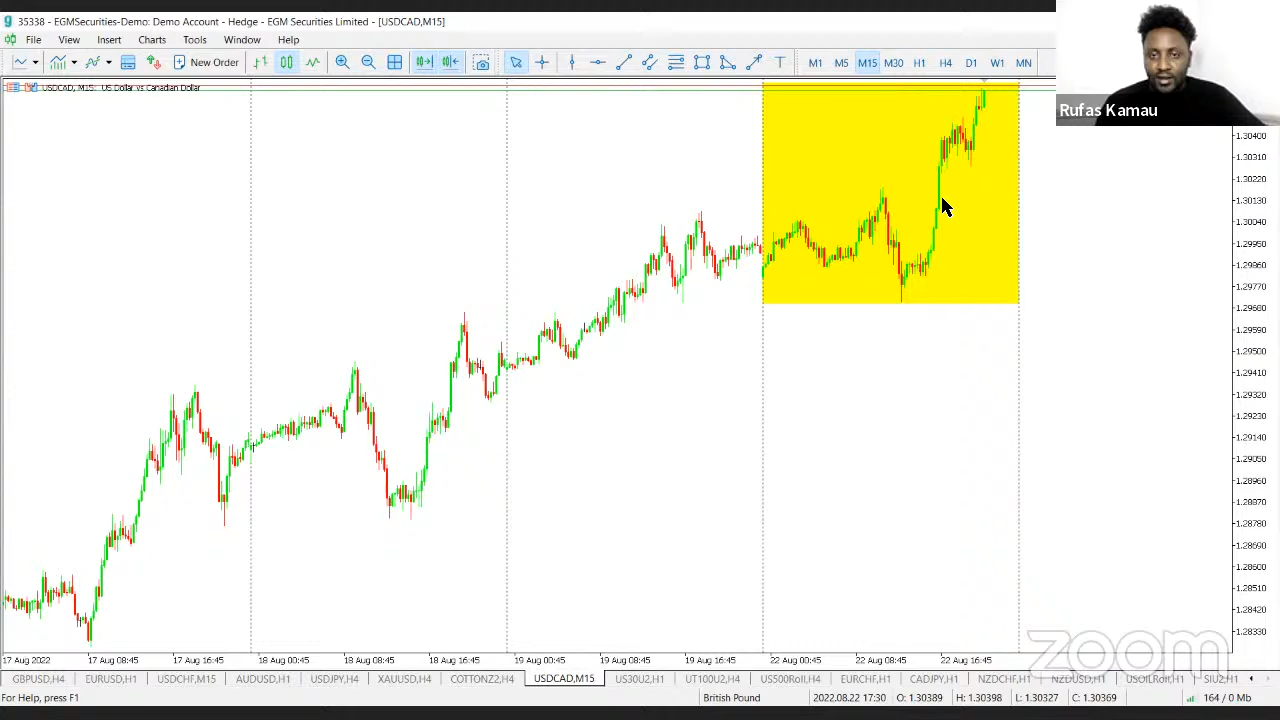 35338 - EGMSecurities-Demo: Demo Account - Hedge - EGM Securities Limited - [USDCAD,M15]
File View Insert Charts Tools Window Help
New Order M1 M5 M15 M30 H1 H4 D1 W1 MN
USDCAD, M15: US Dollar vs Canadian Dollar
Rufas Kamau
1.30400
1.30310
1.30220
1.30130
1.30040
1.29950
1.29860
1.29770
1.29680
1.29590
1.29500
1.29410
1.29320
1.29230
1.29140
1.29050
1.28960
1.28870
1.28780
1.28690
1.28600
1.28510
1.28420
1.28330
zoom
17 Aug 2022 17 Aug 08:45 17 Aug 16:45 18 Aug 00:45 18 Aug 08:45 18 Aug 16:45 19 Aug 00:45 19 Aug 08:45 19 Aug 16:45 22 Aug 00:45 22 Aug 08:45 22 Aug 16:45
GBPUSD,H4 EURUSD,H1 USDCHF,M15 AUDUSD,H1 USDJPY,H4 XAUUSD,H4 COTTONZ2,H4 USDCAD,M15 US30U2,H1 UT100U2,H4 US500Roll,H4 EURCHF,H1 CADJPY,H1 NZDCHF,H1 NZDUSD,H1 USOILRoll,H1 SIU2,H1
For Help, press F1 British Pound 2022.08.22 17:30 O: 1.30389 H: 1.30398 L: 1.30327 C: 1.30369 164 / 0 Mb